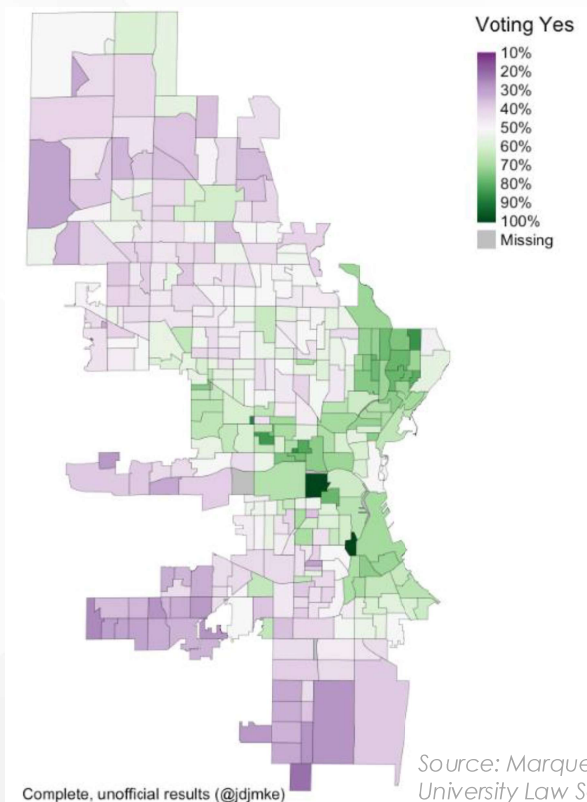 Voting Yes
10%
20%
30%
40%
50%
60%
70%
80%
90%
100%
Missing
Source: Marque
University Law S
Complete, unofficial results (@jdjmke)